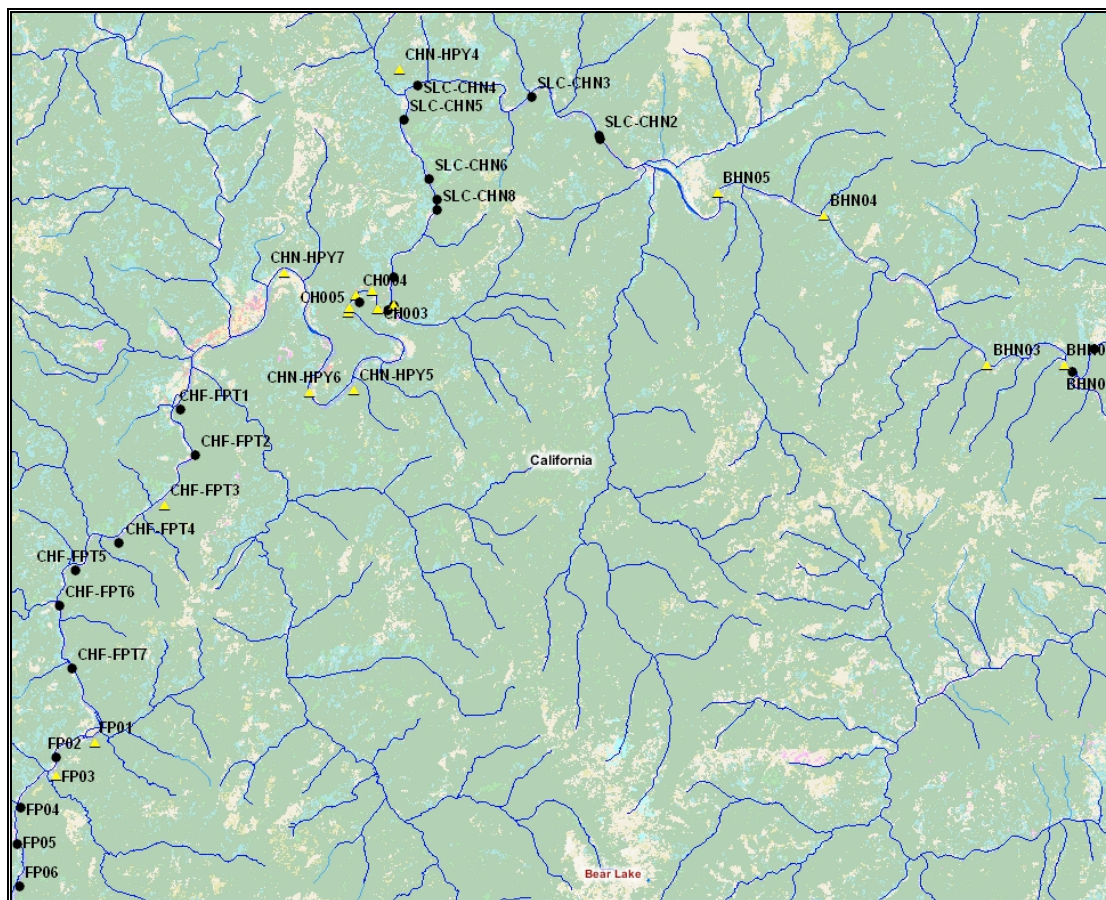 CHN-HPY4
SLC-CHN4
SLC-CHN3
SLC-CHN5
SLC-CHN2
SLC-CHN6
BHN05
SLC-CHN8
BHN04
CHN-HPY7
CH004
CH005
CH003
BHN03
BHN0
CHN-HPY6
CHN-HPY5
BHN0
CHF-FPT1
CHF-FPT2
California
CHF-FPT3
CHF-FPT4
CHF-FPT5
CHF-FPT6
CHF-FPT7
FP01
FP02
FP03
FP04
FP05
Bear Lake
FP06